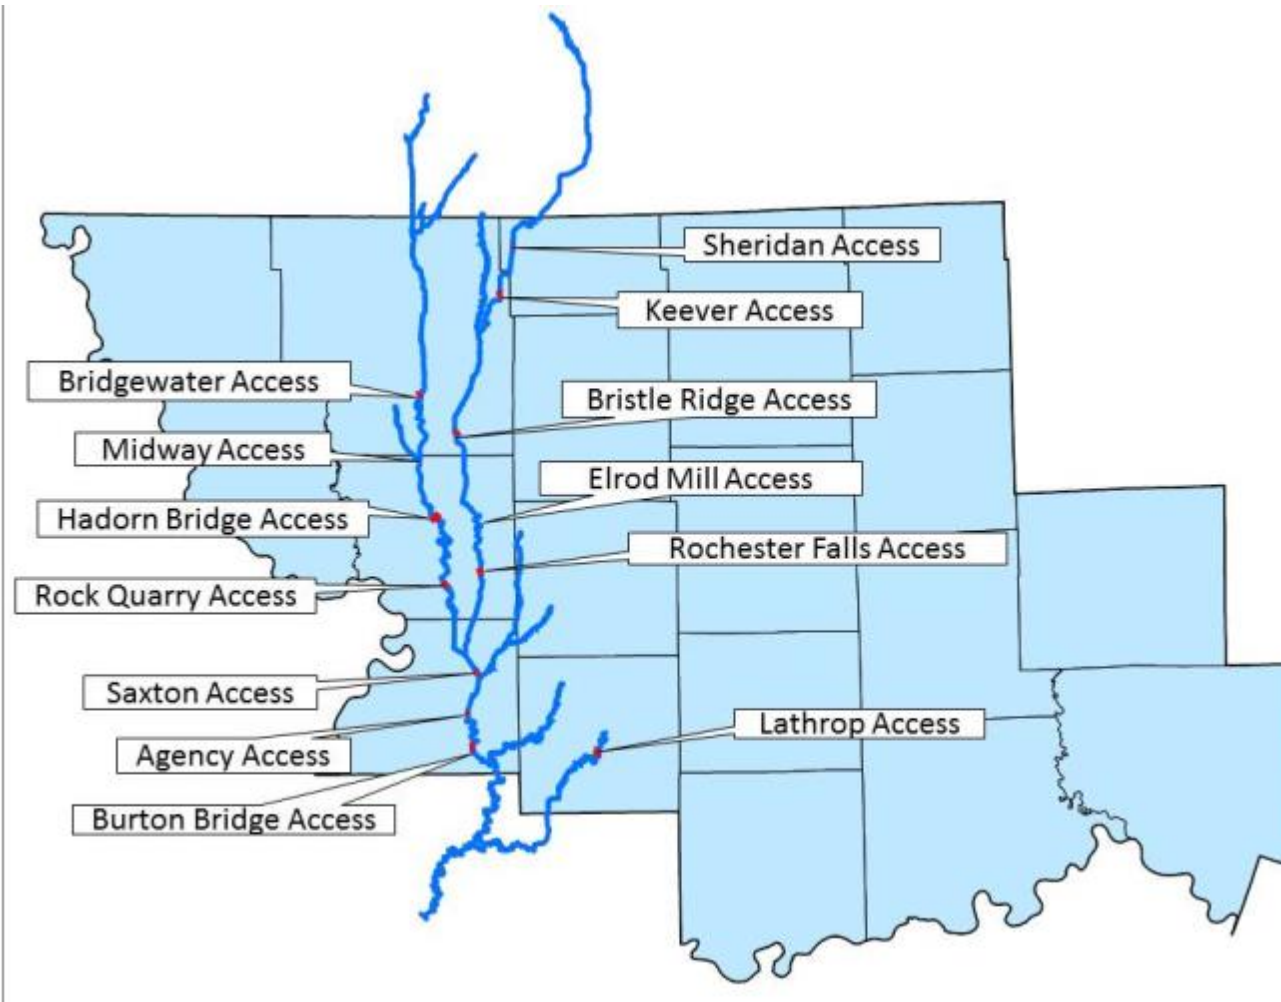 Sheridan Access
Keever Access
Bridgewater Access
Bristle Ridge Access
Midway Access
Elrod Mill Access
Hadorn Bridge Access
Rochester Falls Access
Rock Quarry Access
Saxton Access
Lathrop Access
Agency Access
Burton Bridge Access